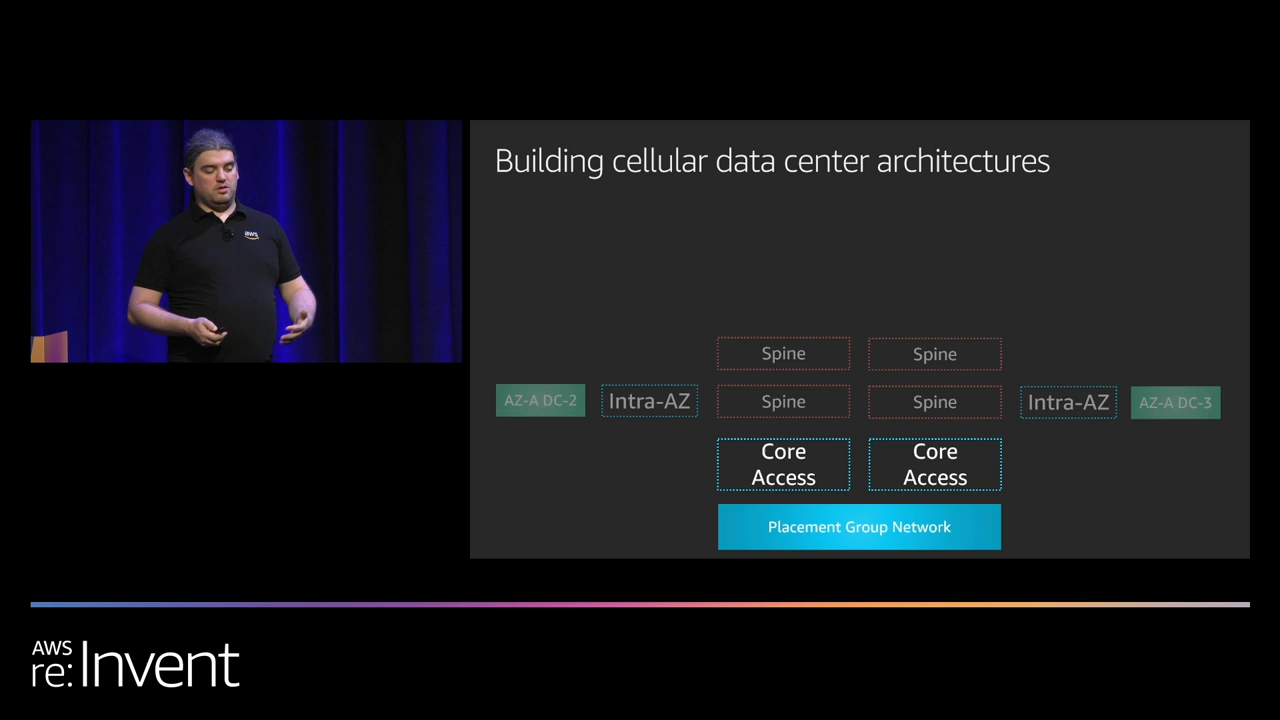 aws
Building cellular data center architectures
Spine
Spine
AZ-A DC-2
Intra-AZ
Spine
Spine
Intra-AZ
AZ-A DC-3
Core
Access
Core
Access
Placement Group Network
AWS
re:Invent